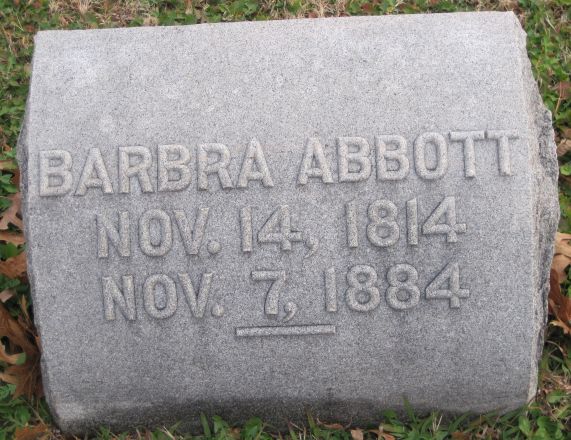 BARBRA ABBOTT
NOV. 14, 1814
NOV. 7, 1884